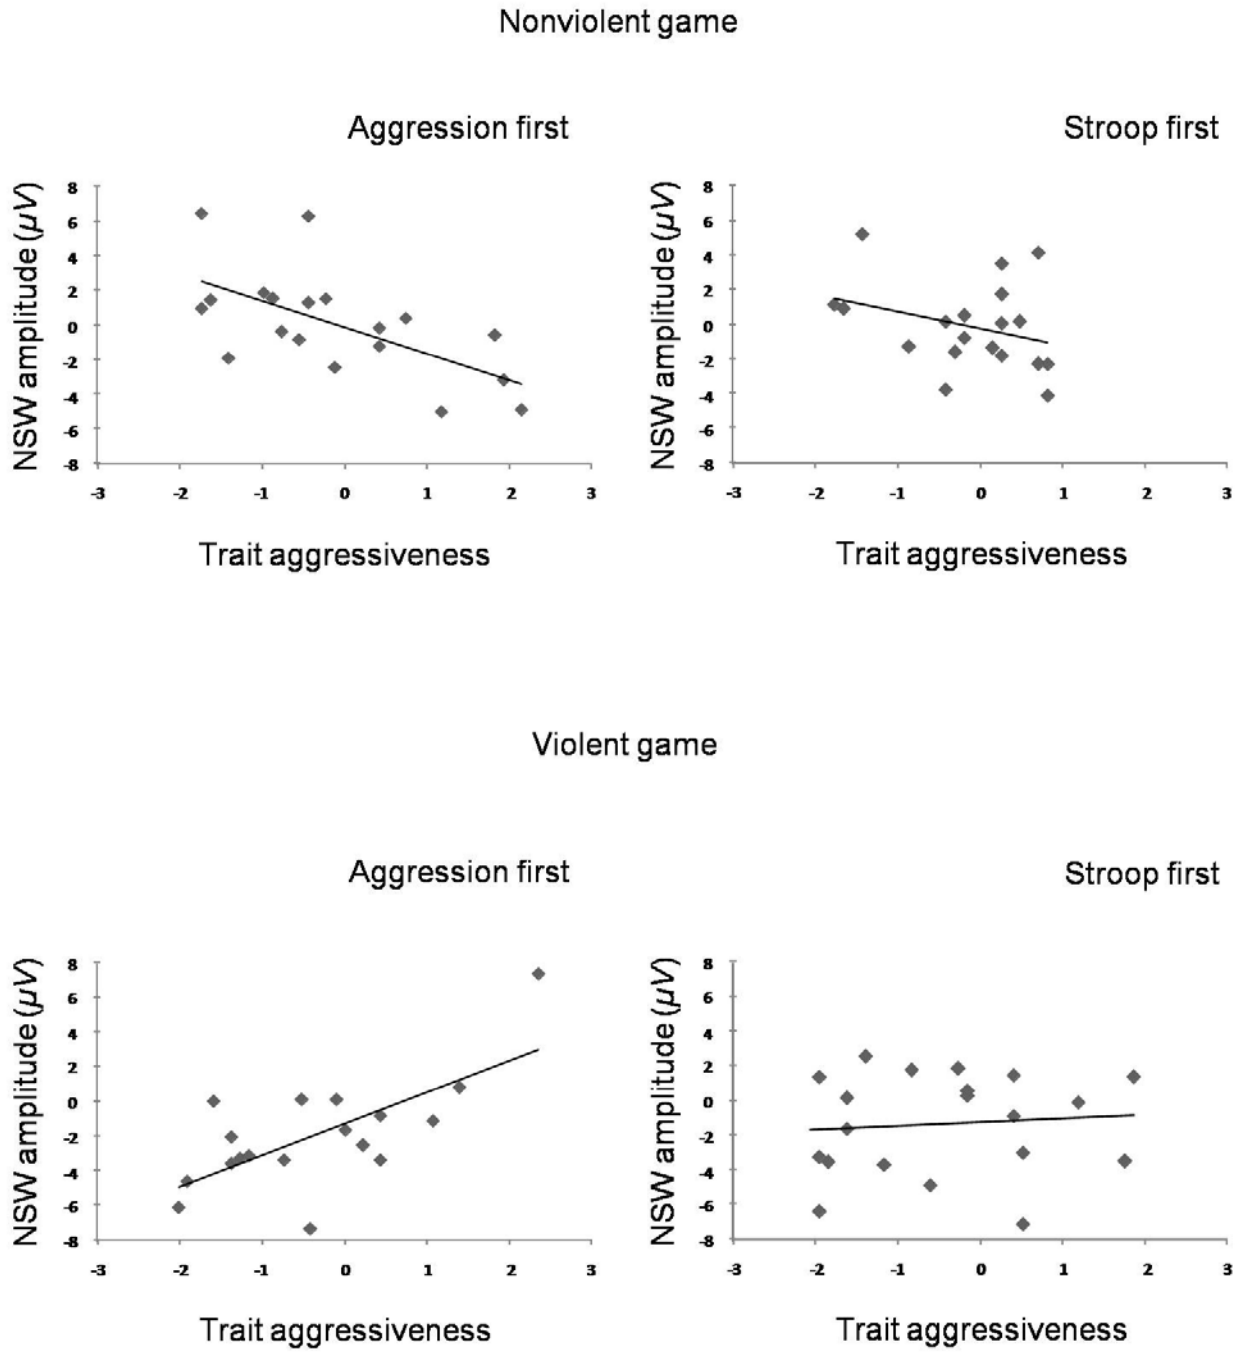 Nonviolent game
Aggression first
Stroop first
NSW amplitude (µV)
8
6
4
2
0
-2
-4
-6
-8
-3 -2 -1 0 1 2 3
Trait aggressiveness
NSW amplitude (µV)
8
6
4
2
0
-2
-4
-6
-8
-3 -2 -1 0 1 2 3
Trait aggressiveness
Violent game
Aggression first
Stroop first
NSW amplitude (µV)
8
6
4
2
0
-2
-4
-6
-8
-3 -2 -1 0 1 2 3
Trait aggressiveness
NSW amplitude (µV)
8
6
4
2
0
-2
-4
-6
-8
-3 -2 -1 0 1 2 3
Trait aggressiveness